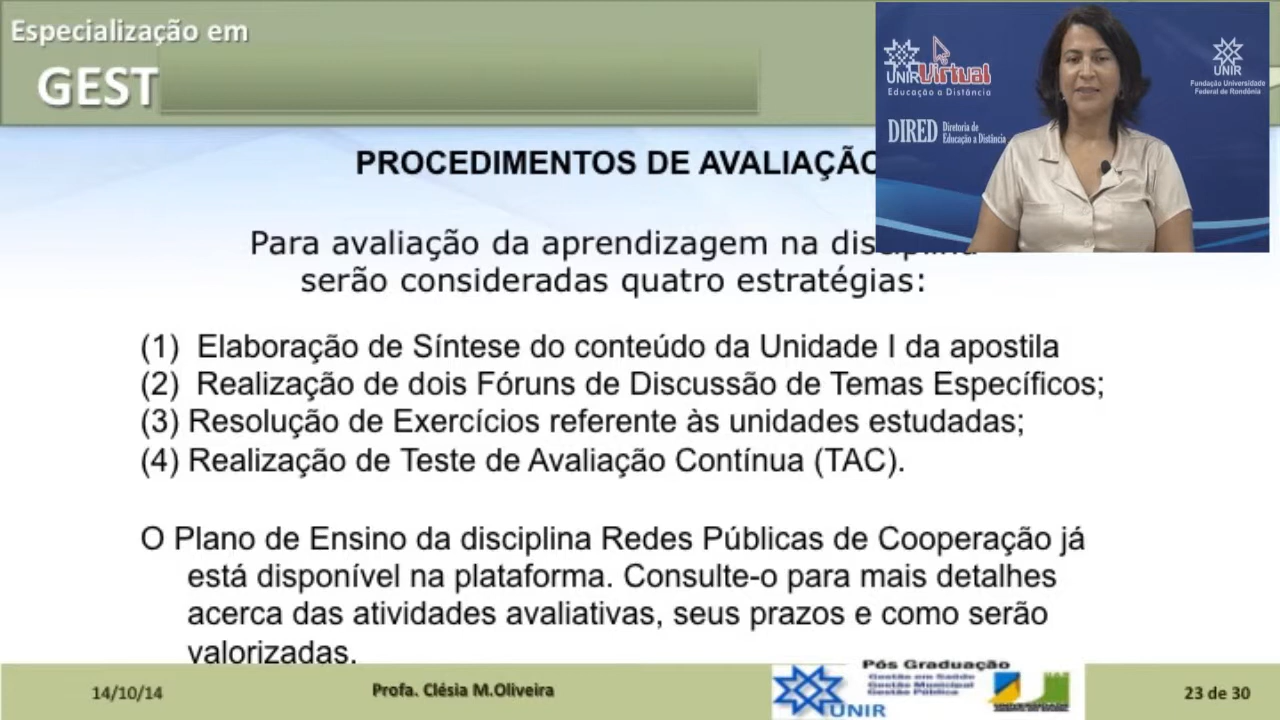 Especialização em
GEST
UNIR Virtual
Educação a Distância
DIRED Diretoria de
Educação a Distância
UNIR
Fundação Universidade
Federal de Rondônia
PROCEDIMENTOS DE AVALIAÇÃO
Para avaliação da aprendizagem na disciplina
serão consideradas quatro estratégias:
(1) Elaboração de Síntese do conteúdo da Unidade I da apostila
(2) Realização de dois Fóruns de Discussão de Temas Específicos;
(3) Resolução de Exercícios referente às unidades estudadas;
(4) Realização de Teste de Avaliação Contínua (TAC).
O Plano de Ensino da disciplina Redes Públicas de Cooperação já
está disponível na plataforma. Consulte-o para mais detalhes
acerca das atividades avaliativas, seus prazos e como serão
valorizadas.
14/10/14
Profa. Clésia M.Oliveira
UNIR
Pós Graduação
Gestão em Saúde
Gestão Municipal
Gestão Pública
23 de 30